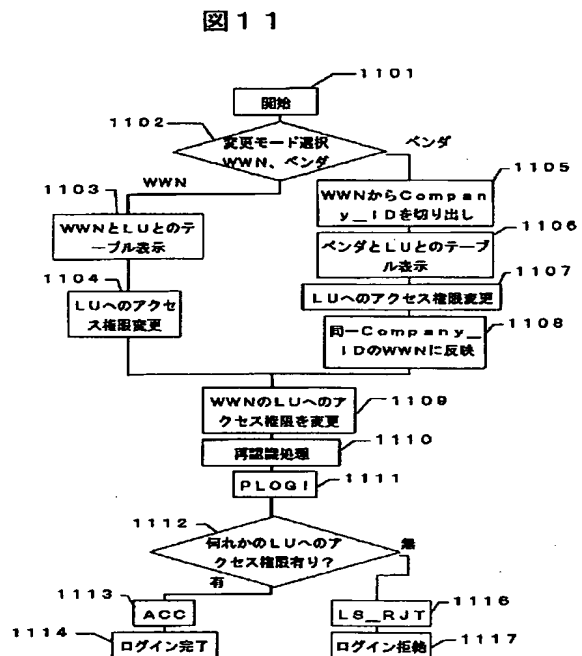 図11
1101
開始
1102
変更モード選択
WWN、ベンダ
ベンダ
WWN
1103
WWNとLUとのテ
ーブル表示
1104
LUへのアクセ
ス権限変更
1105
WWNからCompan
y_IDを切り出し
1106
ベンダとLUとのテーブ
ル表示
1107
LUへのアクセス権限変更
1108
同一Company_
IDのWWNに反映
WWNのLUへのア
クセス権限を変更
1109
再認識処理
1110
PLOGI
1111
1112
何れかのLUへのア
クセス権限有り?
有
無
1113
ACC
1114
ログイン完了
LS_RJT
1116
ログイン拒絶
1117